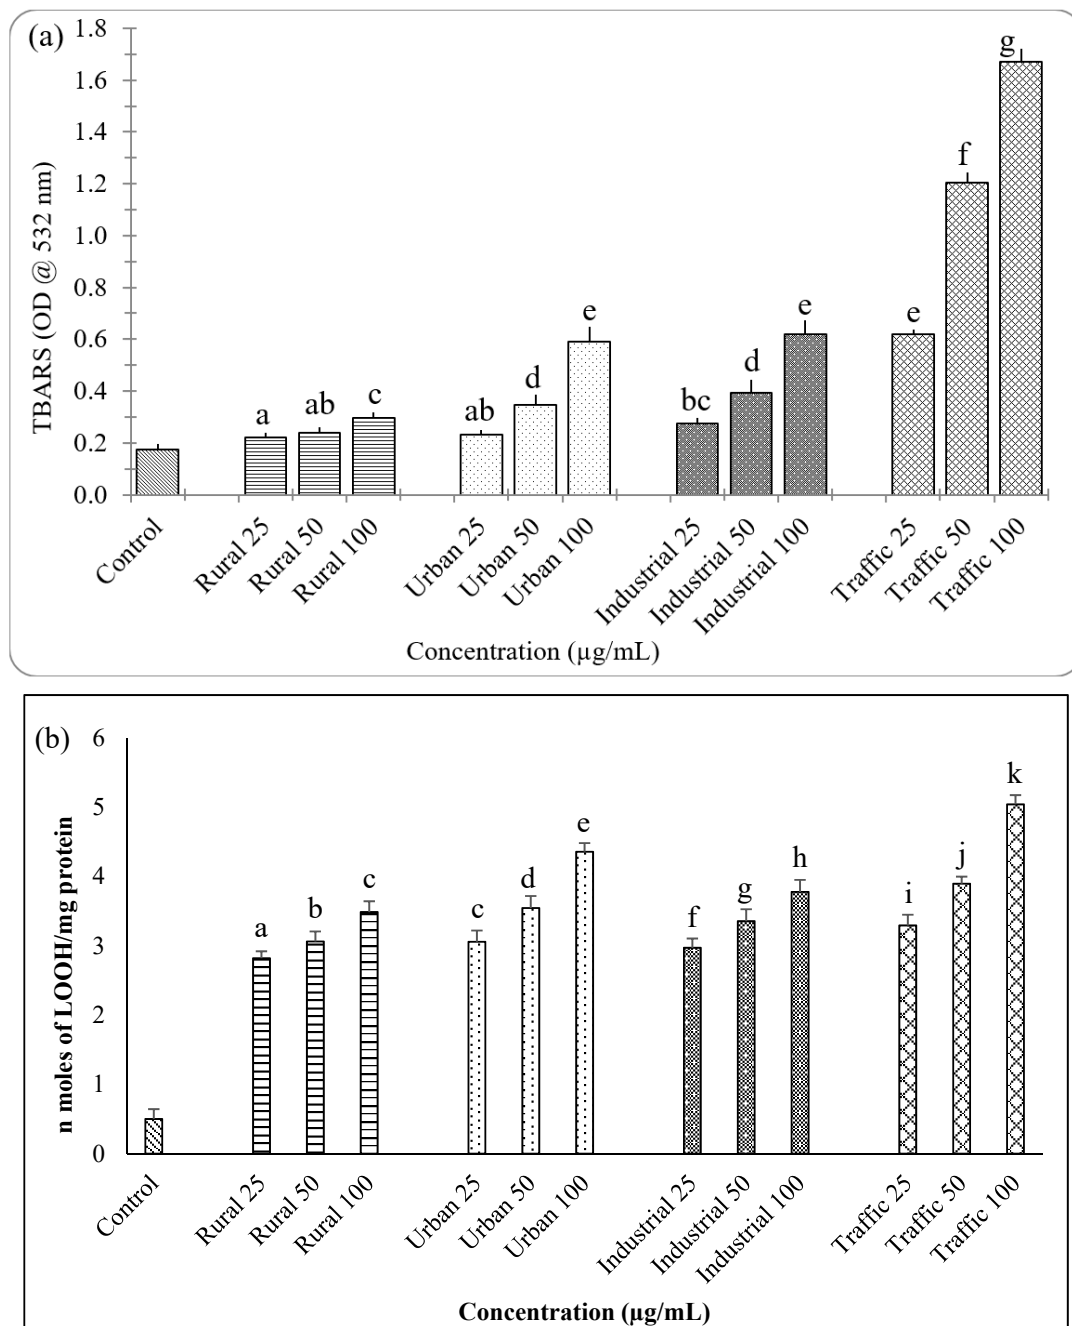 (a)
TBARS (OD @ 532 nm)
1.8
1.6
1.4
1.2
1.0
0.8
0.6
0.4
0.2
0.0
a
ab
c
ab
d
e
bc
d
e
e
f
g
Control
Rural 25
Rural 50
Rural 100
Urban 25
Urban 50
Urban 100
Industrial 25
Industrial 50
Industrial 100
Traffic 25
Traffic 50
Traffic 100
Concentration (µg/mL)
(b)
n moles of LOOH/mg protein
6
5
4
3
2
1
0
a
b
c
c
d
e
f
g
h
i
j
k
Control
Rural 25
Rural 50
Rural 100
Urban 25
Urban 50
Urban 100
Industrial 25
Industrial 50
Industrial 100
Traffic 25
Traffic 50
Traffic 100
Concentration (µg/mL)